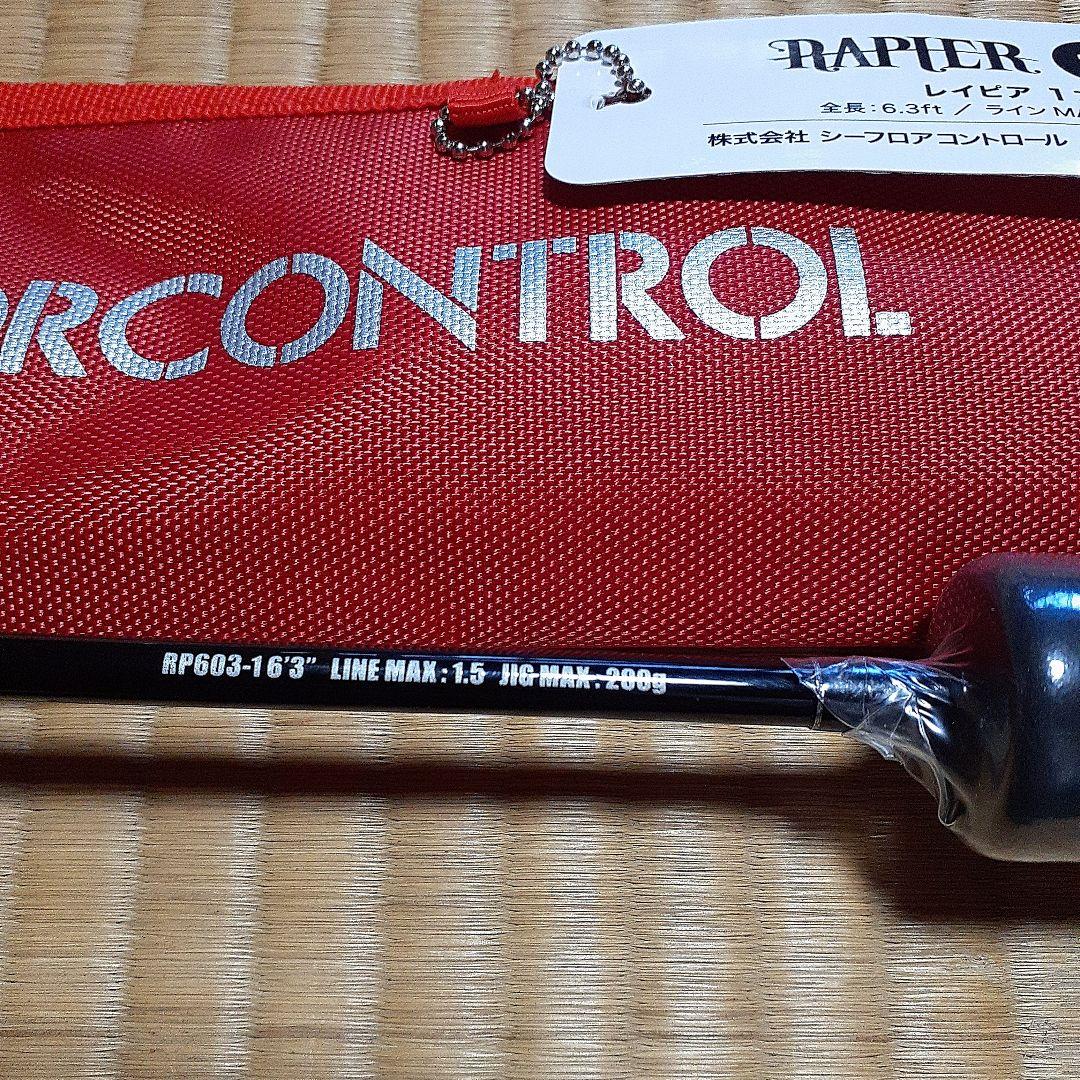 RAPIER
レイピア 1
全長:6.3ft / ライン MA
株式会社 シーフロアコントロール
ORCONTROL
RP603-1 6'3" LINE MAX : 1.5 JIG MAX : 200g